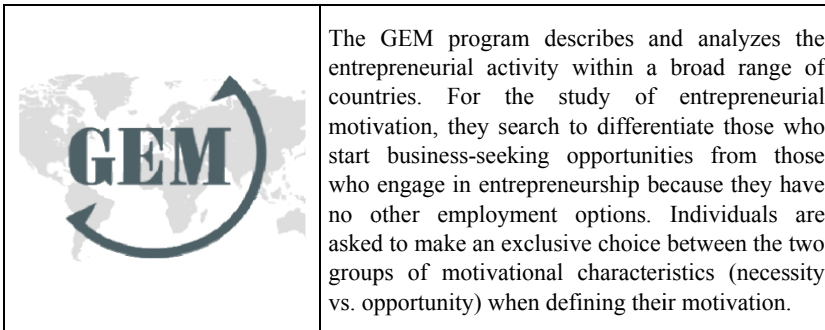 GEM
The GEM program describes and analyzes the
entrepreneurial activity within a broad range of
countries. For the study of entrepreneurial
motivation, they search to differentiate those who
start business-seeking opportunities from those
who engage in entrepreneurship because they have
no other employment options. Individuals are
asked to make an exclusive choice between the two
groups of motivational characteristics (necessity
vs. opportunity) when defining their motivation.